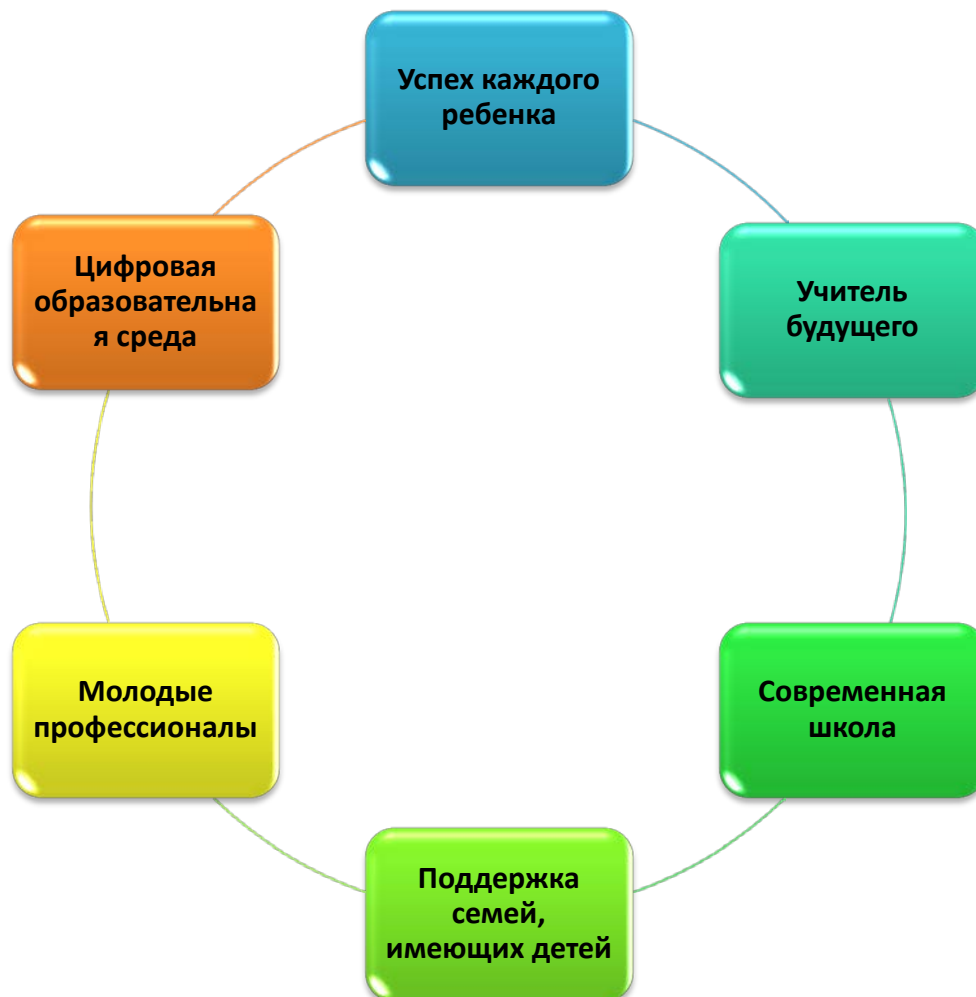 Успех каждого
ребенка
Цифровая
образовательна
я среда
Учитель
будущего
Молодые
профессионалы
Современная
школа
Поддержка
семей,
имеющих детей